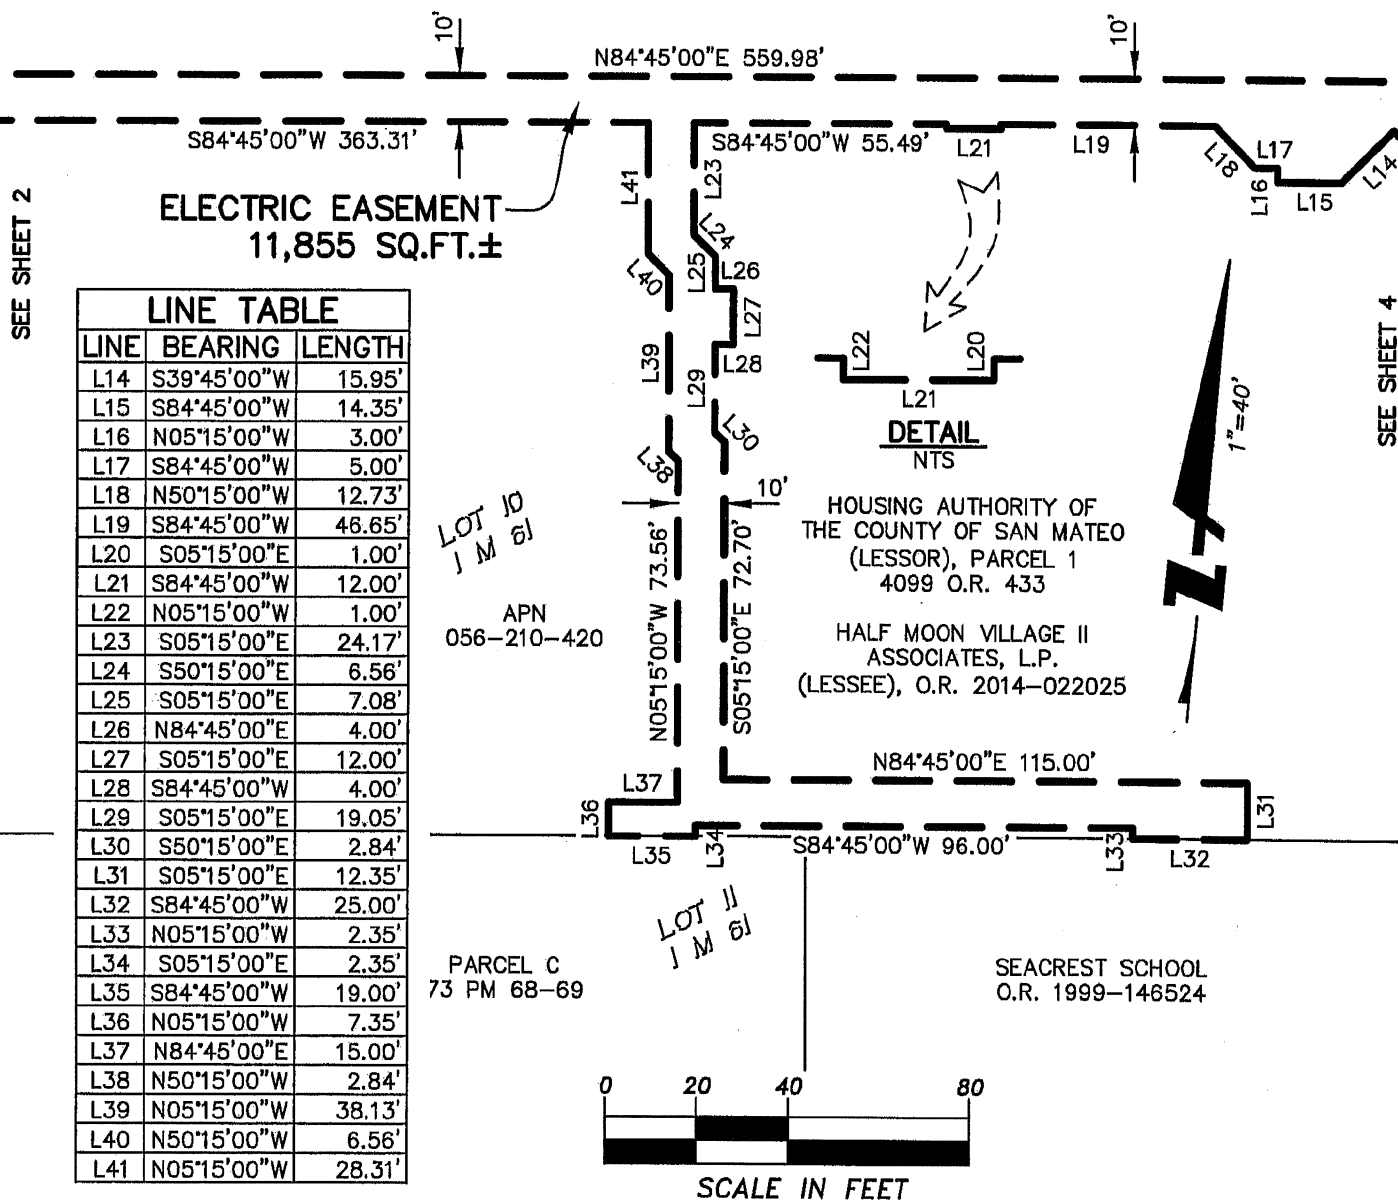 10'
10'
N84°45'00"E 559.98'
S84°45'00"W 363.31'
S84°45'00"W 55.49'
L21
L19
L18
L17
L16
L15
L14
SEE SHEET 2
ELECTRIC EASEMENT
11,855 SQ.FT.±
L41
L23
L24
L40
L25
L26
L27
L28
L39
L29
L30
L38
L22
L20
L21
DETAIL
NTS
1"=40'
SEE SHEET 4
LINE TABLE
LINE BEARING LENGTH
L14 S39°45'00"W 15.95'
L15 S84°45'00"W 14.35'
L16 N05°15'00"W 3.00'
L17 S84°45'00"W 5.00'
L18 N50°15'00"W 12.73'
L19 S84°45'00"W 46.65'
L20 S05°15'00"E 1.00'
L21 S84°45'00"W 12.00'
L22 N05°15'00"W 1.00'
L23 S05°15'00"E 24.17'
L24 S50°15'00"E 6.56'
L25 S05°15'00"E 7.08'
L26 N84°45'00"E 4.00'
L27 S05°15'00"E 12.00'
L28 S84°45'00"W 4.00'
L29 S05°15'00"E 19.05'
L30 S50°15'00"E 2.84'
L31 S05°15'00"E 12.35'
L32 S84°45'00"W 25.00'
L33 N05°15'00"W 2.35'
L34 S05°15'00"E 2.35'
L35 S84°45'00"W 19.00'
L36 N05°15'00"W 7.35'
L37 N84°45'00"E 15.00'
L38 N50°15'00"W 2.84'
L39 N05°15'00"W 38.13'
L40 N50°15'00"W 6.56'
L41 N05°15'00"W 28.31'
LOT 10
1 M 61
APN
056-210-420
10'
N05°15'00"W 73.56'
S05°15'00"E 72.70'
HOUSING AUTHORITY OF
THE COUNTY OF SAN MATEO
(LESSOR), PARCEL 1
4099 O.R. 433
HALF MOON VILLAGE II
ASSOCIATES, L.P.
(LESSEE), O.R. 2014-022025
N
N84°45'00"E 115.00'
L37
L36
L35
L34
S84°45'00"W 96.00'
L33
L32
L31
LOT 11
1 M 61
PARCEL C
73 PM 68-69
SEACREST SCHOOL
O.R. 1999-146524
0 20 40 80
SCALE IN FEET